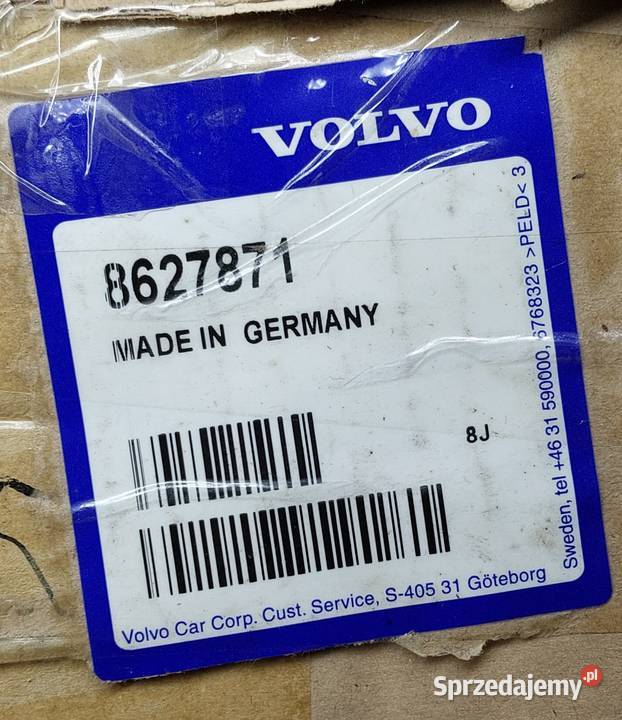 VOLVO
8627871
MADE IN GERMANY
8J
Volvo Car Corp. Cust. Service, S-405 31 Göteborg
Sweden, tel +46 31 590000, 6768323 >PELD< 3
Sprzedajemy.pl